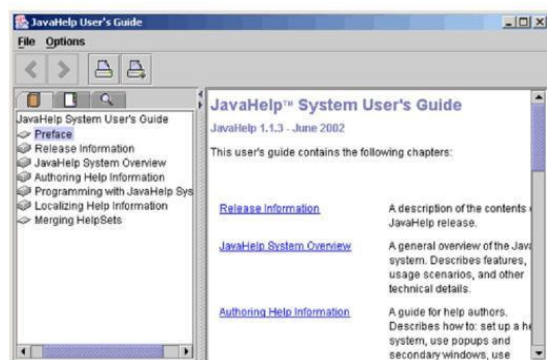 JavaHelp User's Guide
File Options
JavaHelp System User's Guide
Preface
Release Information
JavaHelp System Overview
Authoring Help Information
Programming with JavaHelp Sys
Localizing Help Information
Merging HelpSets
JavaHelp™ System User's Guide
JavaHelp 1.1.3 - June 2002
This user's guide contains the following chapters:
Release Information
A description of the contents
JavaHelp release.
JavaHelp System Overview
A general overview of the Java
system. Describes features,
usage scenarios, and other
technical details.
Authoring Help Information
A guide for help authors.
Describes how to: set up a he
system, use popups and
secondary windows, use